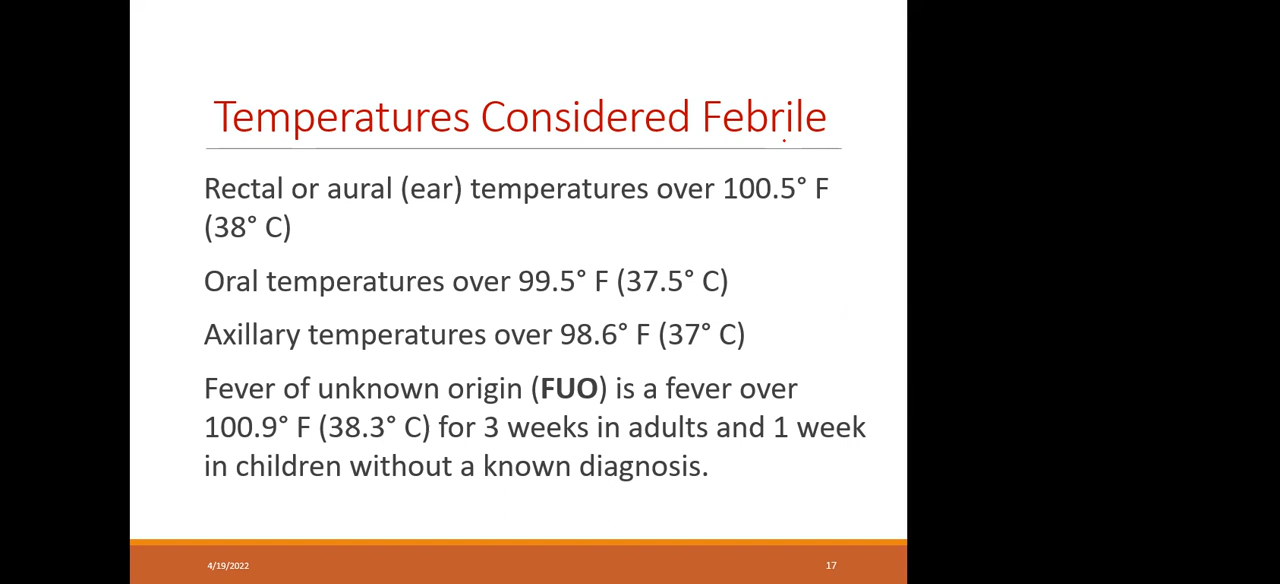 Temperatures Considered Febrile
Rectal or aural (ear) temperatures over 100.5° F
(38° C)
Oral temperatures over 99.5° F (37.5° C)
Axillary temperatures over 98.6° F (37° C)
Fever of unknown origin (FUO) is a fever over
100.9° F (38.3° C) for 3 weeks in adults and 1 week
in children without a known diagnosis.
4/19/2022
17